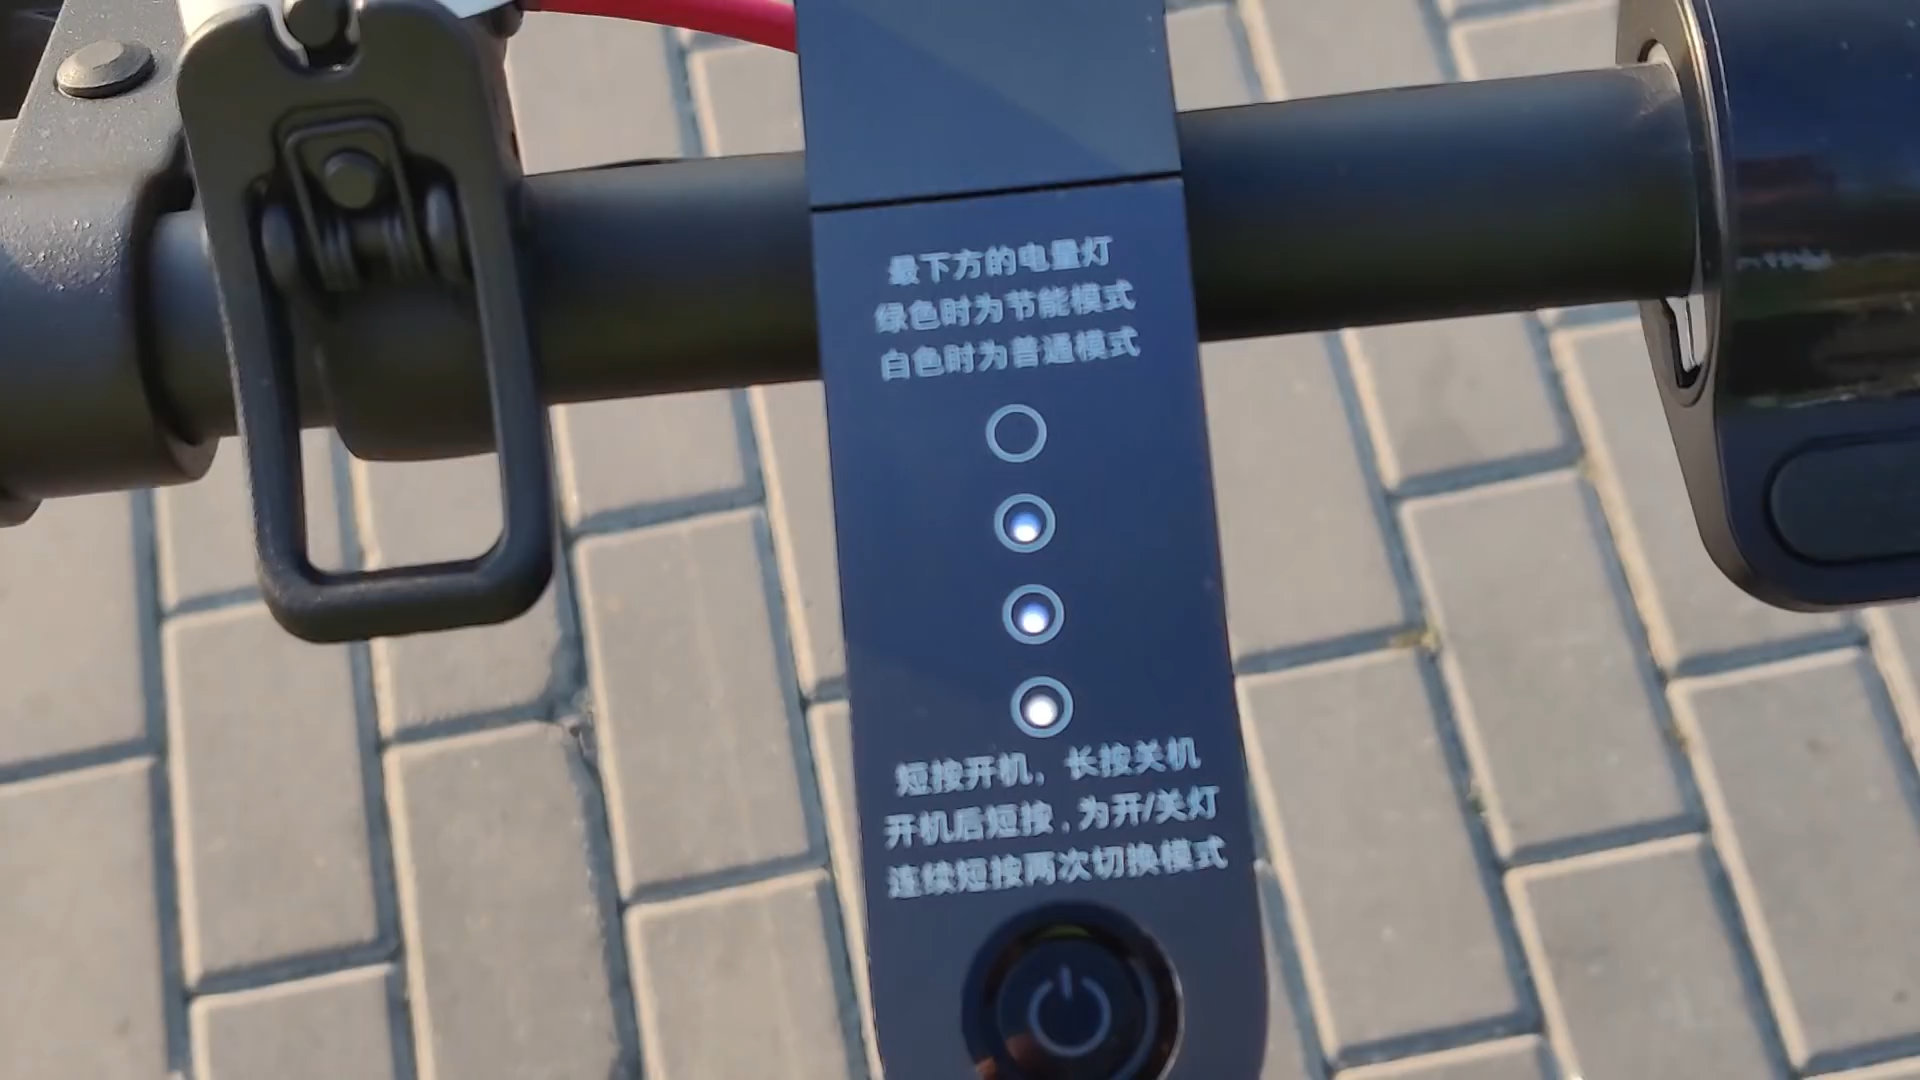 最下方的电量灯
绿色时为节能模式
白色时为普通模式
短按开机，长按关机
开机后短按，为开/关灯
连续短按两次切换模式